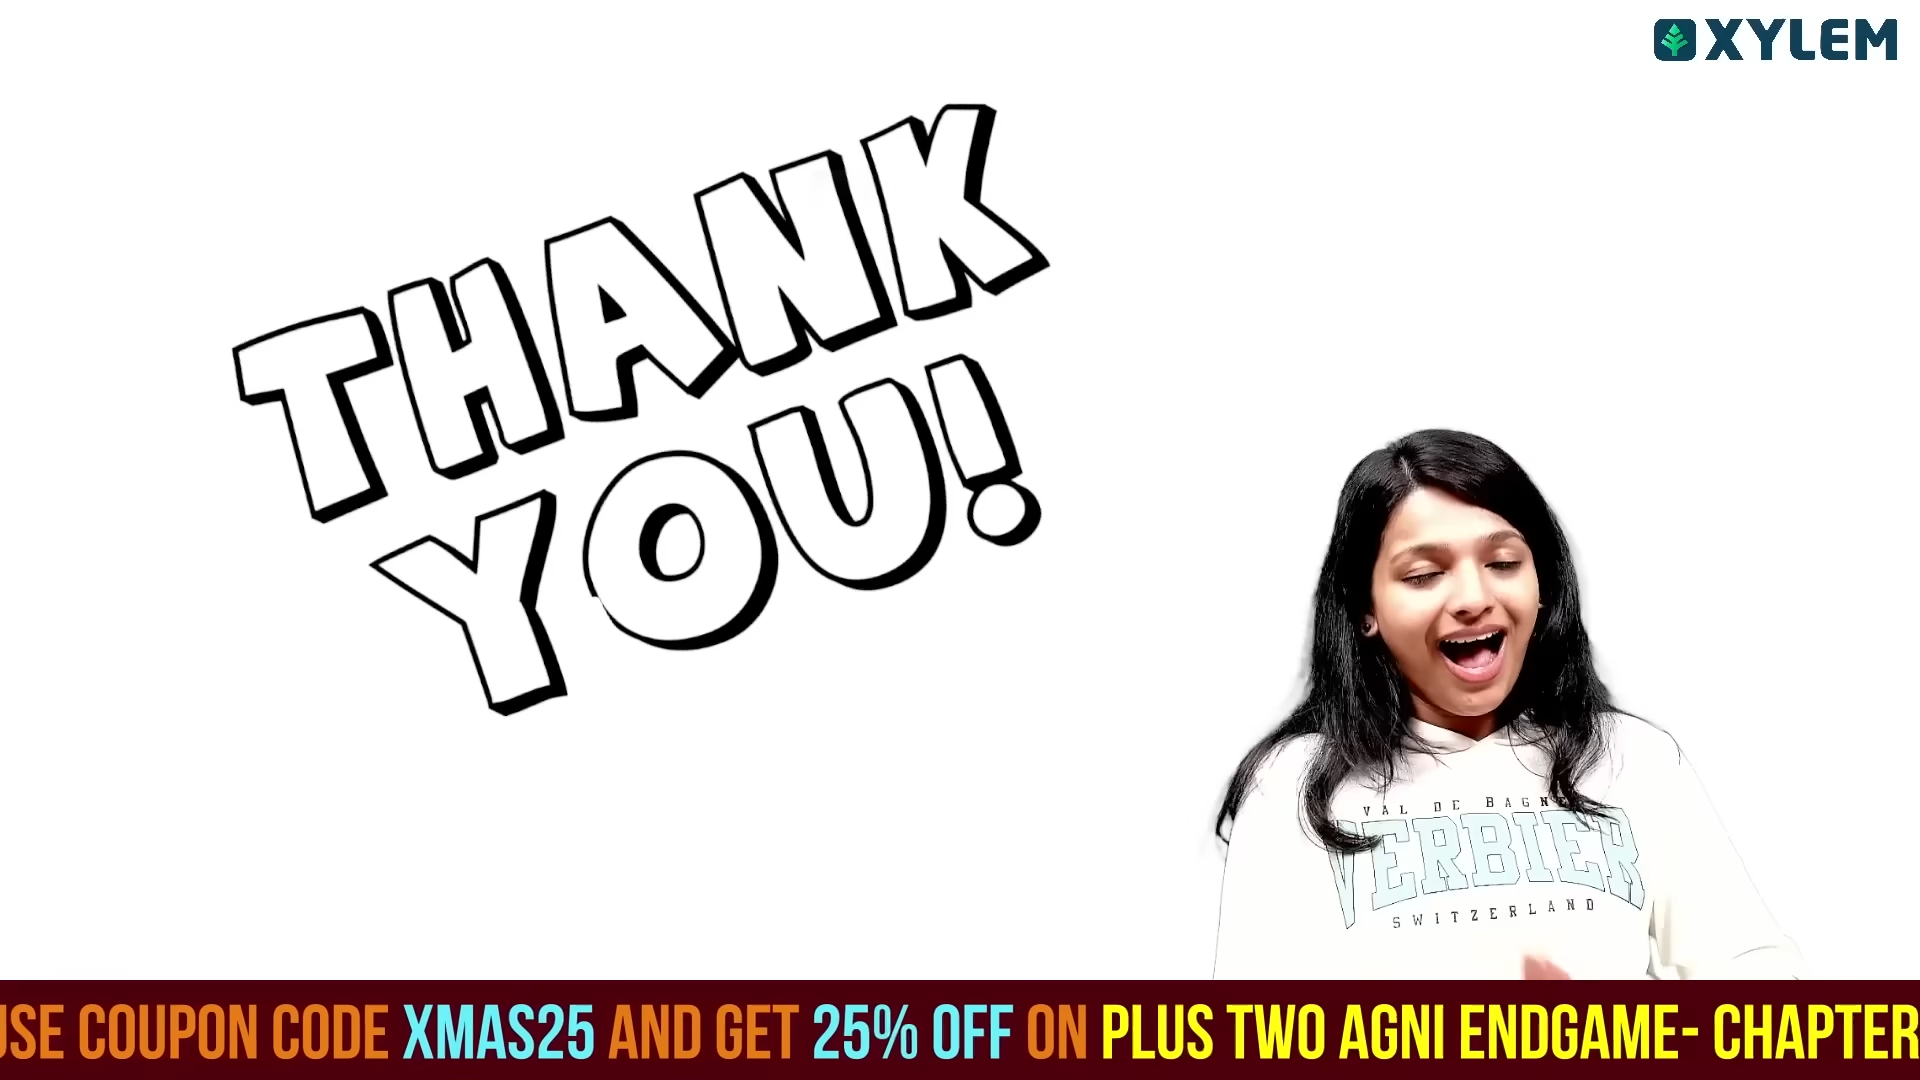 XYLEM
THANK
YOU!
VAL DE BAGNE
VERBIER
SWITZERLAND
USE COUPON CODE XMAS25 AND GET 25% OFF ON PLUS TWO AGNI ENDGAME- CHAPTER